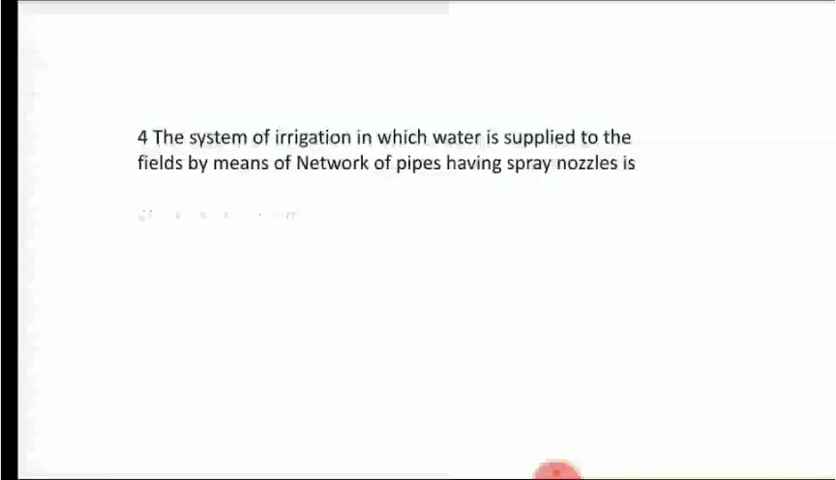 4 The system of irrigation in which water is supplied to the
fields by means of Network of pipes having spray nozzles is